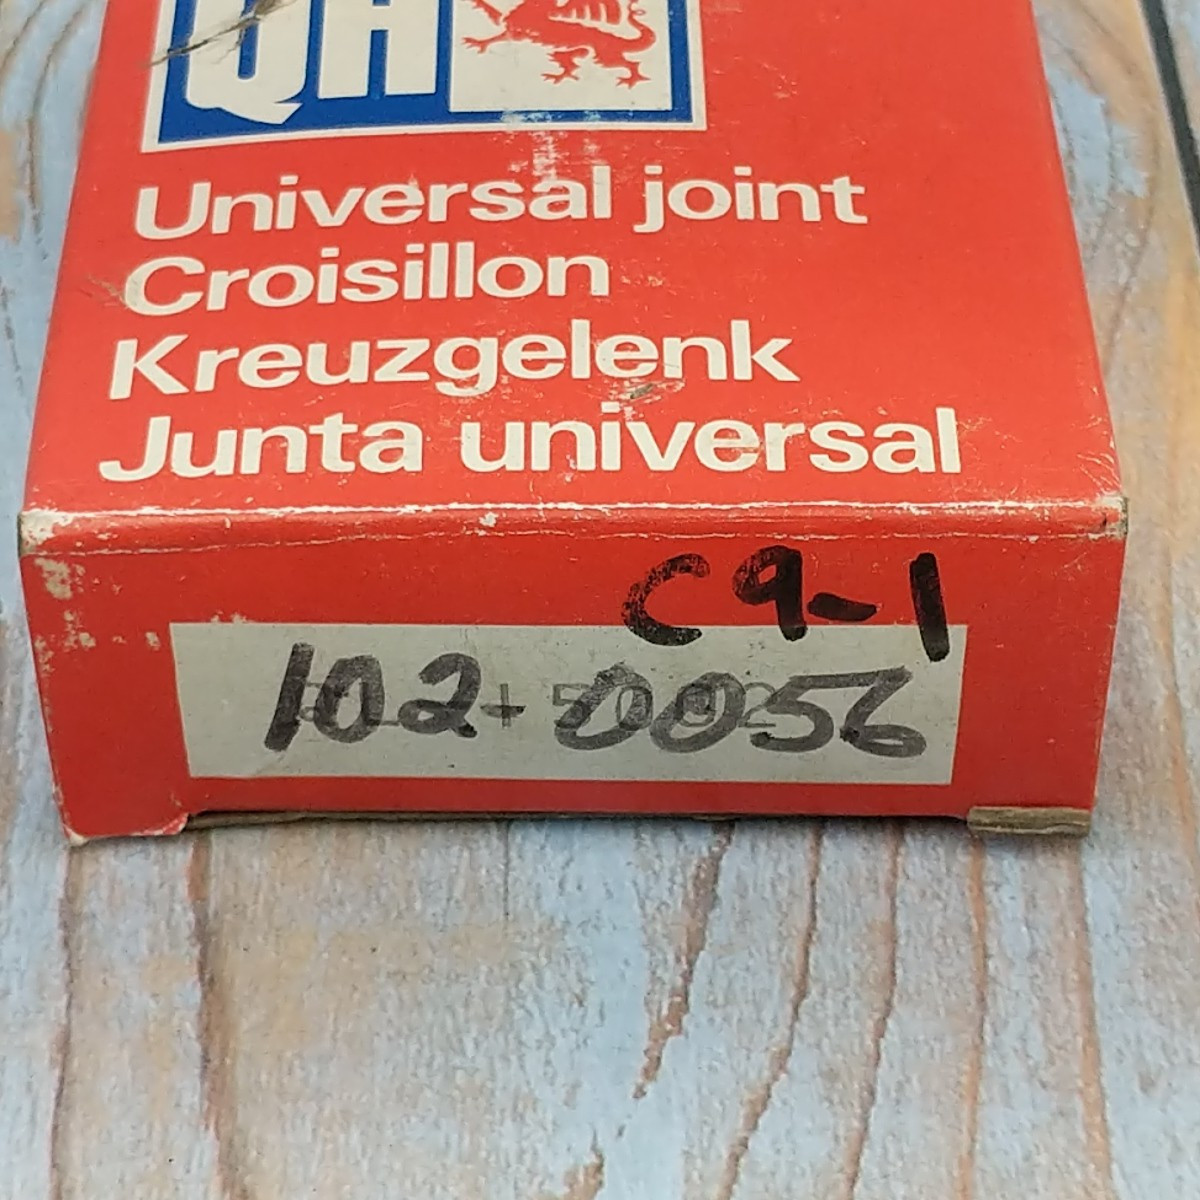 QH
Universal joint
Croisillon
Kreuzgelenk
Junta universal
C9-1
102-0056